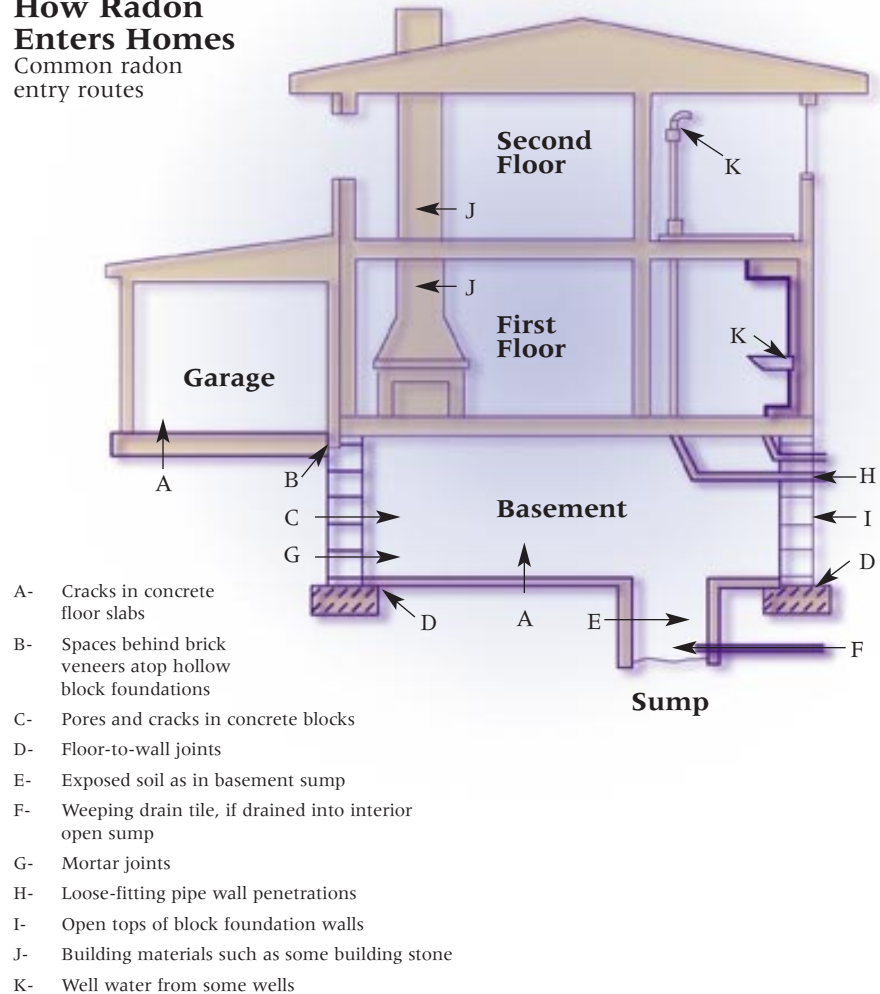 How Radon
Enters Homes
Common radon
entry routes
Second
Floor
K
J
J
First
Floor
K
Garage
A
B
H
C
Basement
I
G
D
D
A
E
F
Sump
A- Cracks in concrete
floor slabs
B- Spaces behind brick
veneers atop hollow
block foundations
C- Pores and cracks in concrete blocks
D- Floor-to-wall joints
E- Exposed soil as in basement sump
F- Weeping drain tile, if drained into interior
open sump
G- Mortar joints
H- Loose-fitting pipe wall penetrations
I- Open tops of block foundation walls
J- Building materials such as some building stone
K- Well water from some wells